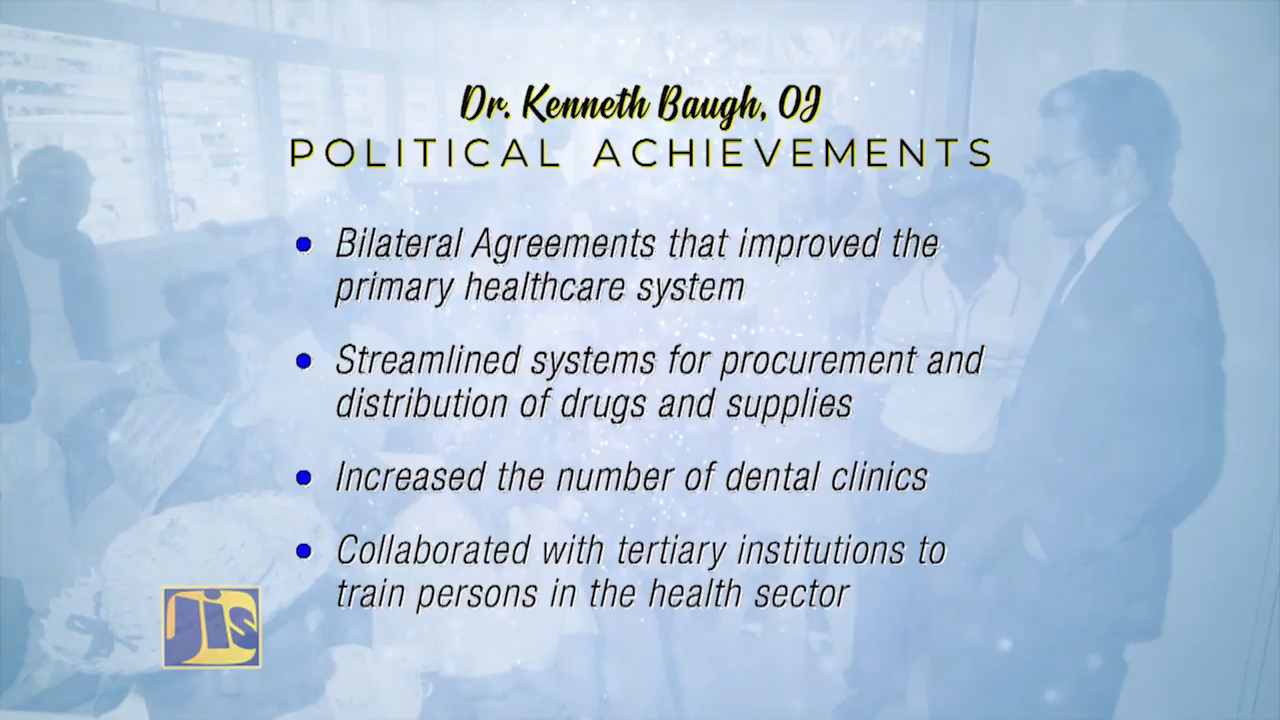 Dr. Kenneth Baugh, OJ
POLITICAL ACHIEVEMENTS
Bilateral Agreements that improved the
primary healthcare system
Streamlined systems for procurement and
distribution of drugs and supplies
Increased the number of dental clinics
Collaborated with tertiary institutions to
train persons in the health sector
Jis